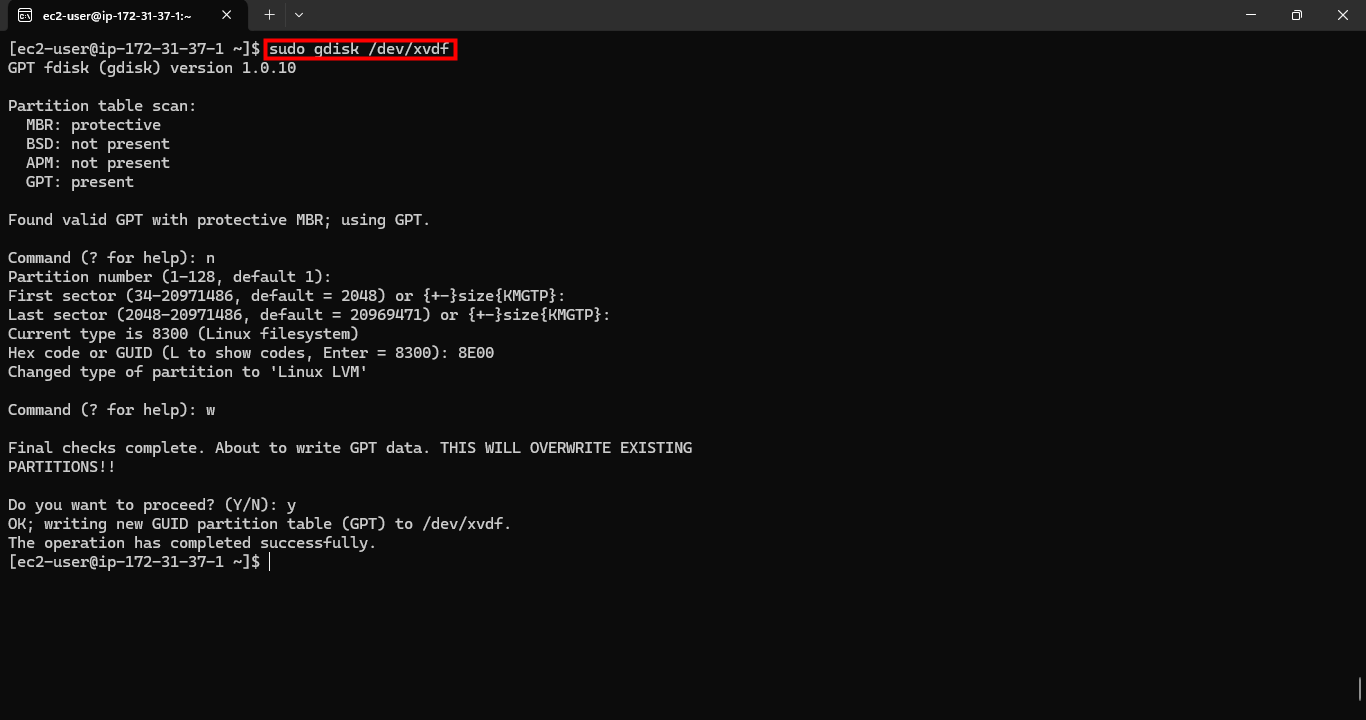 ec2-user@ip-172-31-37-1:~
[ec2-user@ip-172-31-37-1 ~]$ sudo gdisk /dev/xvdf
GPT fdisk (gdisk) version 1.0.10
Partition table scan:
  MBR: protective
  BSD: not present
  APM: not present
  GPT: present
Found valid GPT with protective MBR; using GPT.
Command (? for help): n
Partition number (1-128, default 1):
First sector (34-20971486, default = 2048) or {+-}size{KMGTP}:
Last sector (2048-20971486, default = 20969471) or {+-}size{KMGTP}:
Current type is 8300 (Linux filesystem)
Hex code or GUID (L to show codes, Enter = 8300): 8E00
Changed type of partition to 'Linux LVM'
Command (? for help): w
Final checks complete. About to write GPT data. THIS WILL OVERWRITE EXISTING
PARTITIONS!!
Do you want to proceed? (Y/N): y
OK; writing new GUID partition table (GPT) to /dev/xvdf.
The operation has completed successfully.
[ec2-user@ip-172-31-37-1 ~]$